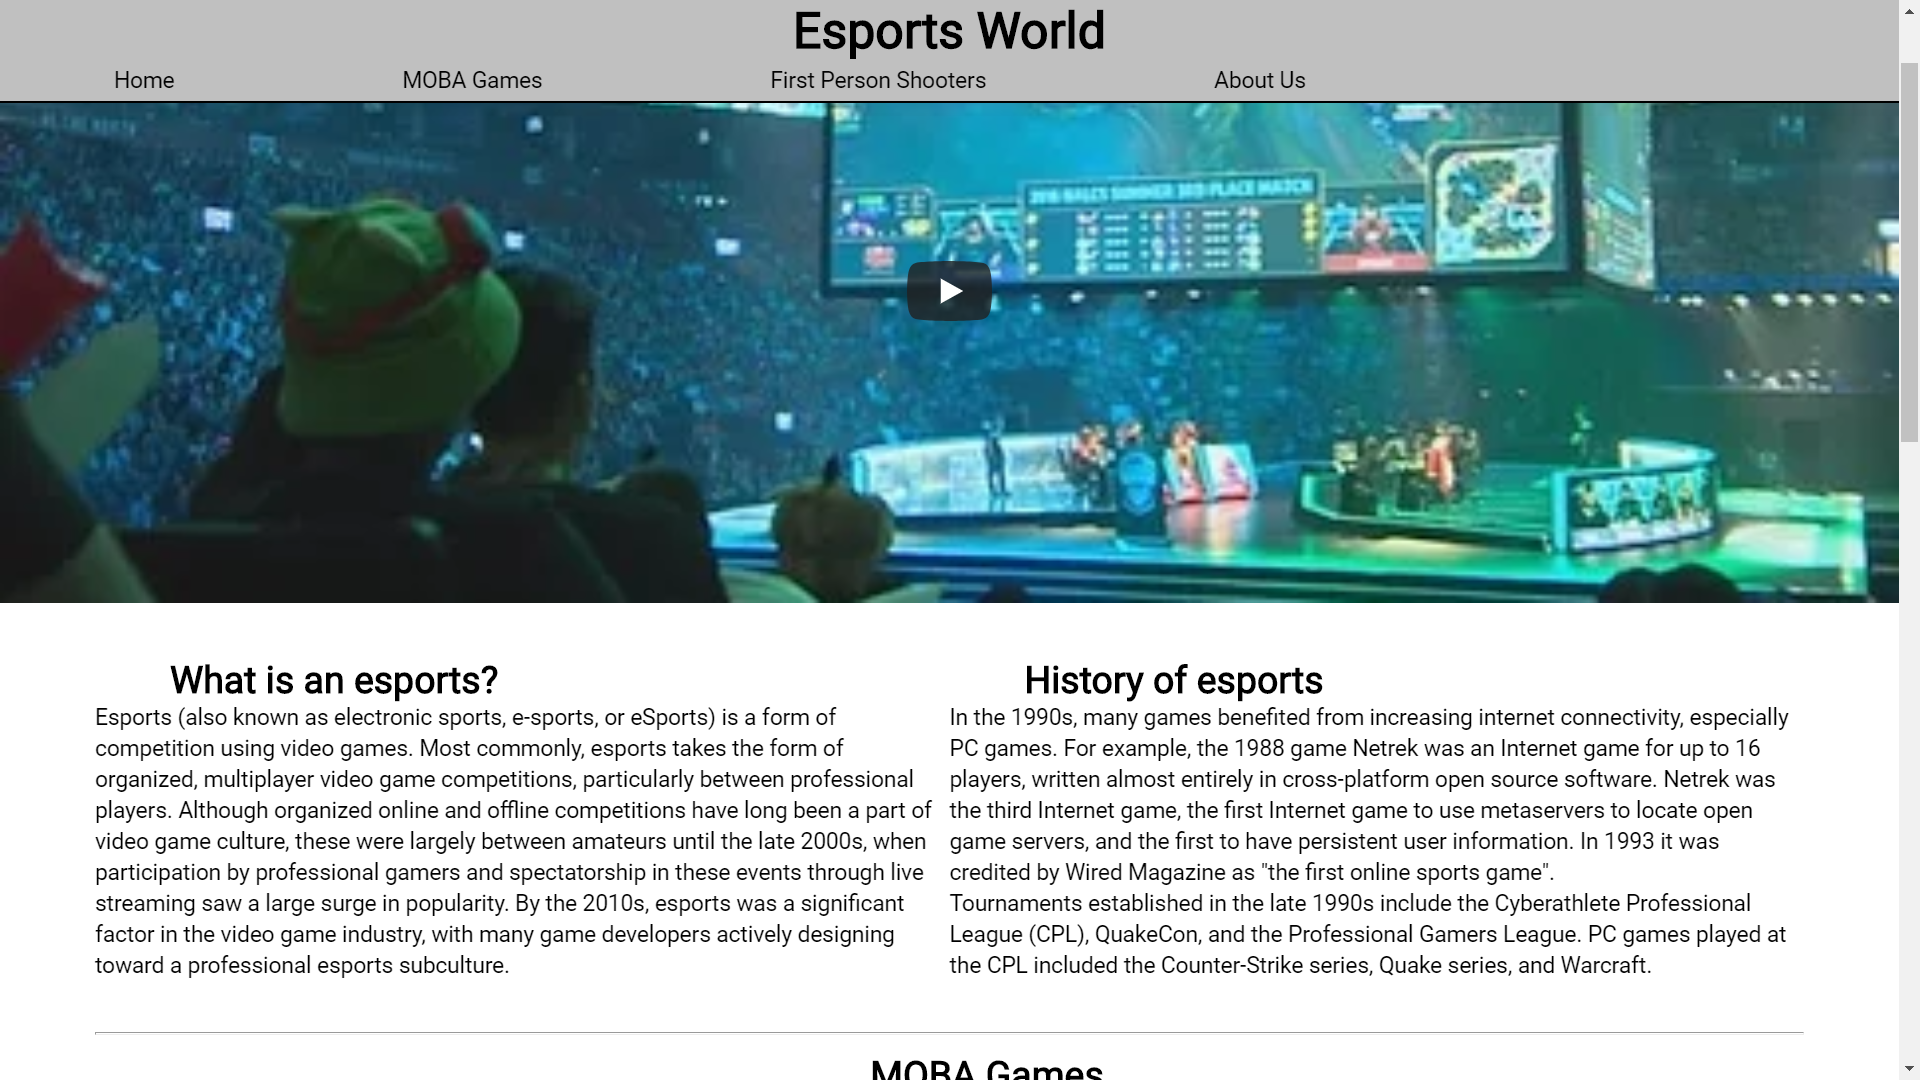 Esports World
Home MOBA Games First Person Shooters About Us
2016 NALCS SUMMER 3RD PLACE MATCH
What is an esports?
Esports (also known as electronic sports, e-sports, or eSports) is a form of
competition using video games. Most commonly, esports takes the form of
organized, multiplayer video game competitions, particularly between professional
players. Although organized online and offline competitions have long been a part of
video game culture, these were largely between amateurs until the late 2000s, when
participation by professional gamers and spectatorship in these events through live
streaming saw a large surge in popularity. By the 2010s, esports was a significant
factor in the video game industry, with many game developers actively designing
toward a professional esports subculture.
History of esports
In the 1990s, many games benefited from increasing internet connectivity, especially
PC games. For example, the 1988 game Netrek was an Internet game for up to 16
players, written almost entirely in cross-platform open source software. Netrek was
the third Internet game, the first Internet game to use metaservers to locate open
game servers, and the first to have persistent user information. In 1993 it was
credited by Wired Magazine as "the first online sports game".
Tournaments established in the late 1990s include the Cyberathlete Professional
League (CPL), QuakeCon, and the Professional Gamers League. PC games played at
the CPL included the Counter-Strike series, Quake series, and Warcraft.
MOBA Games